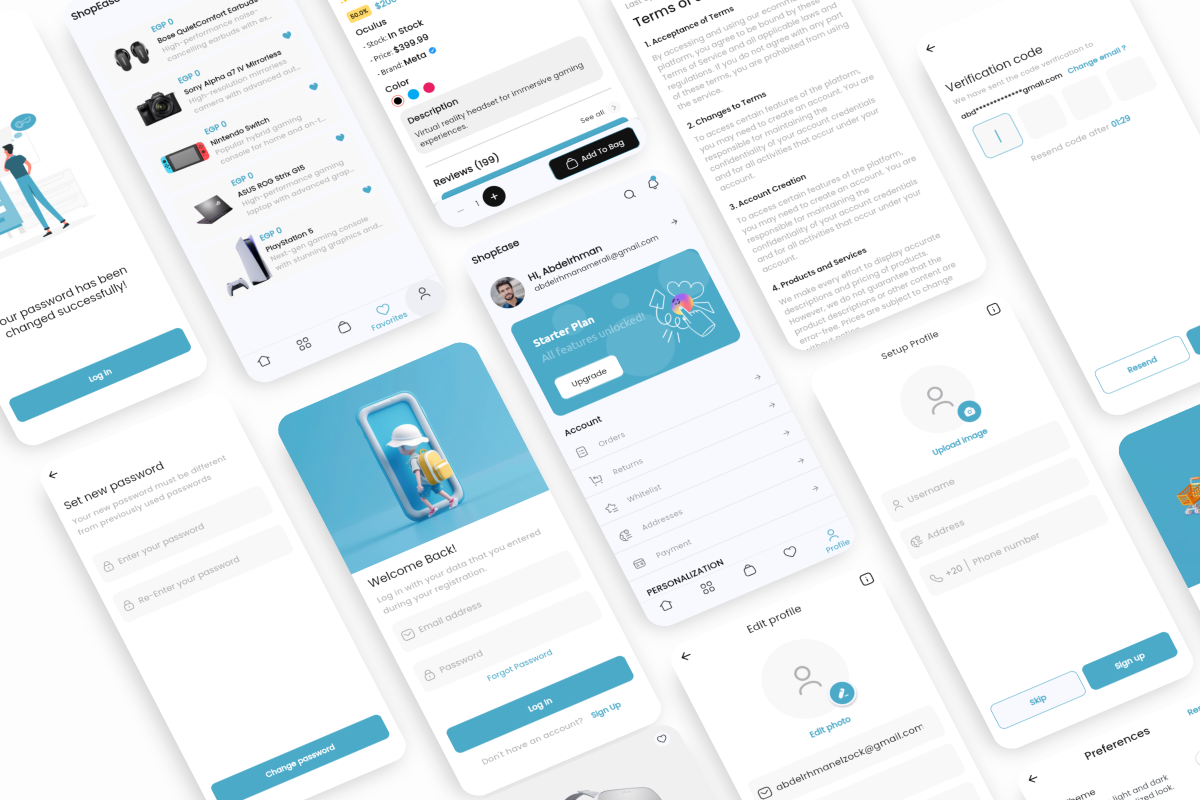 our password has been
changed successfully!
Log In
ShopEase
EGP 0
Bose QuietComfort Earbuds
High-performance noise-
cancelling earbuds with ex...
EGP 0
Sony Alpha a7 IV Mirrorless
High-resolution mirrorless
camera with advanced aut...
EGP 0
Nintendo Switch
Popular hybrid gaming
console for home and on-t...
EGP 0
ASUS ROG Strix G15
High-performance gaming
laptop with advanced grap...
EGP 0
PlayStation 5
Next-gen gaming console
with stunning graphics and...
Favorites
50.0%
Oculus
- Stock: In Stock
- Price: $399.99
- Brand: Meta
Color
Description
Virtual reality headset for immersive gaming
experiences.
See all
Reviews (199)
1
Add To Bag
Terms of
1. Acceptance of Terms
By accessing and using our ecomm
platform, you agree to be bound by these
Terms of Service and all applicable laws and
regulations. If you do not agree with any part
of these terms, you are prohibited from using
the service.
2. Changes to Terms
To access certain features of the platform,
you may need to create an account. You are
responsible for maintaining the
confidentiality of your account credentials
and for all activities that occur under your
account.
3. Account Creation
To access certain features of the platform,
you may need to create an account. You are
responsible for maintaining the
confidentiality of your account credentials
and for all activities that occur under your
account.
4. Products and Services
We make every effort to display accurate
descriptions and pricing of products.
However, we do not guarantee that the
product descriptions or other content are
error-free. Prices are subject to change
without notice.
Verification code
We have sent the code verification to
abd*************gmail.com Change email ?
Resend code after 01:29
Resend
Set new password
Your new password must be different
from previously used passwords
Enter your password
Re-Enter your password
Change password
Welcome Back!
Log in with your data that you entered
during your registration.
Email address
Password
Forgot Password
Log In
Don't have an account? Sign Up
ShopEase
Hi, Abdelrhman
abdelrhmanamerali@gmail.com
Starter Plan
All features unlocked!
Upgrade
Account
Orders
Returns
Whitelist
Addresses
Payment
PERSONALIZATION
Profile
Setup Profile
Upload image
Username
Address
+20 | Phone number
Skip
Sign up
Edit profile
Edit photo
abdelrhmanelzock@gmail.com
Preferences
light and dark